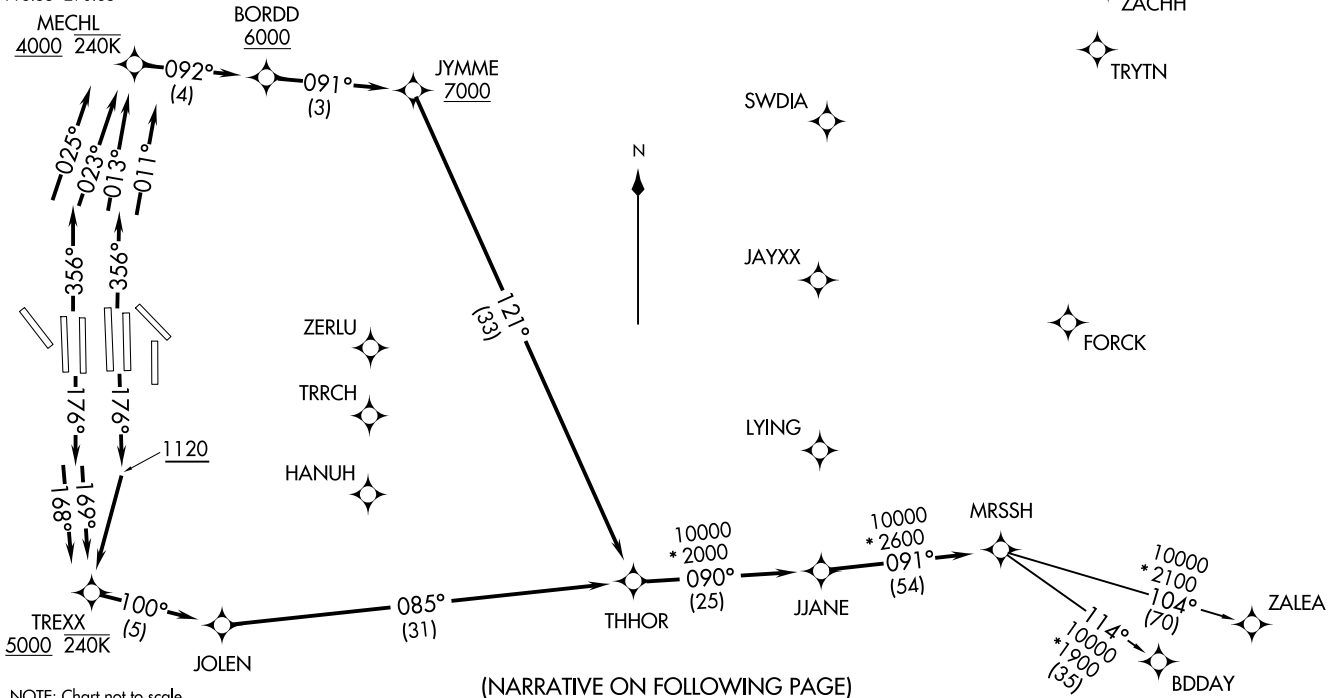 MECHL
4000 240K
BORDD
6000
JYMME
7000
ZACHH
TRYTN
SWDIA
092°
(4)
091°
(3)
025°
023°
013°
011°
N
356°
356°
121°
(33)
JAYXX
ZERLU
FORCK
TRRCH
176°
176°
1120
HANUH
LYING
168°
169°
MRSSH
10000
*2000
090°
(25)
10000
*2600
091°
(54)
10000
*2100
104°
(70)
ZALEA
114°
10000
*1900
(35)
BDDAY
TREXX
5000 240K
100°
(5)
JOLEN
085°
(31)
THHOR
JJANE
NOTE: Chart not to scale
(NARRATIVE ON FOLLOWING PAGE)